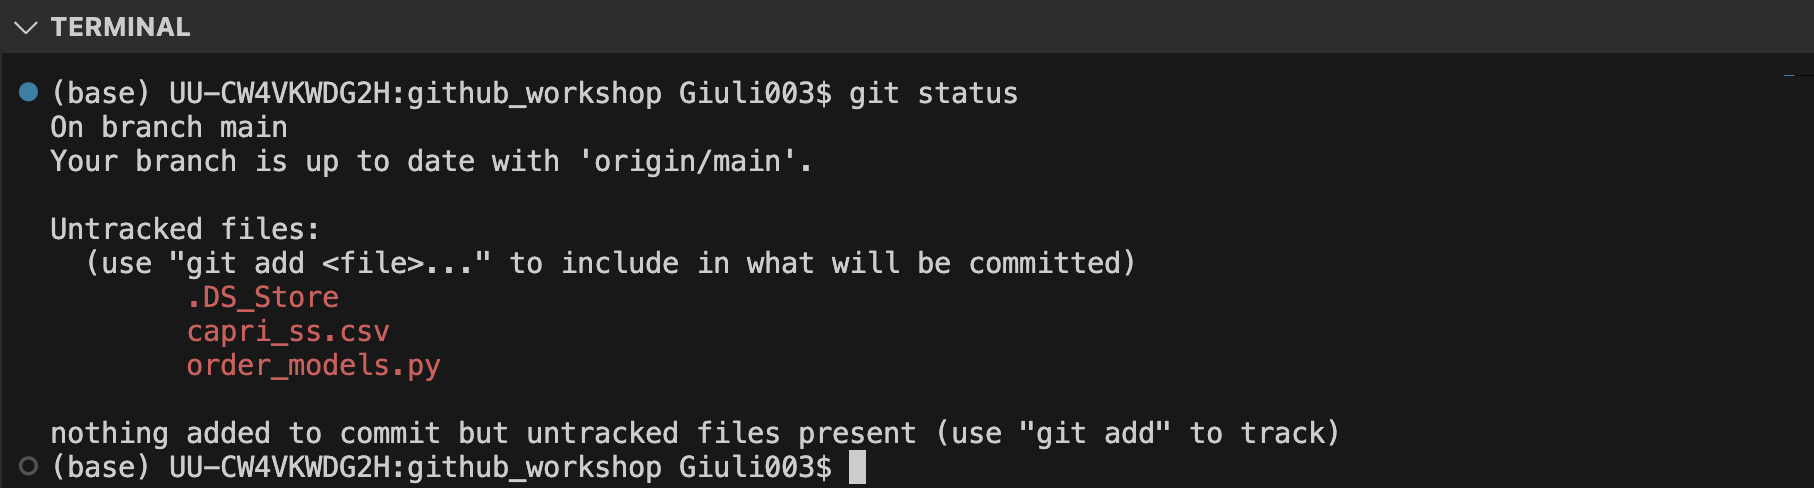 TERMINAL
(base) UU-CW4VKWDG2H:github_workshop Giuli003$ git status
On branch main
Your branch is up to date with 'origin/main'.
Untracked files:
(use "git add <file>..." to include in what will be committed)
.DS_Store
capri_ss.csv
order_models.py
nothing added to commit but untracked files present (use "git add" to track)
(base) UU-CW4VKWDG2H:github_workshop Giuli003$